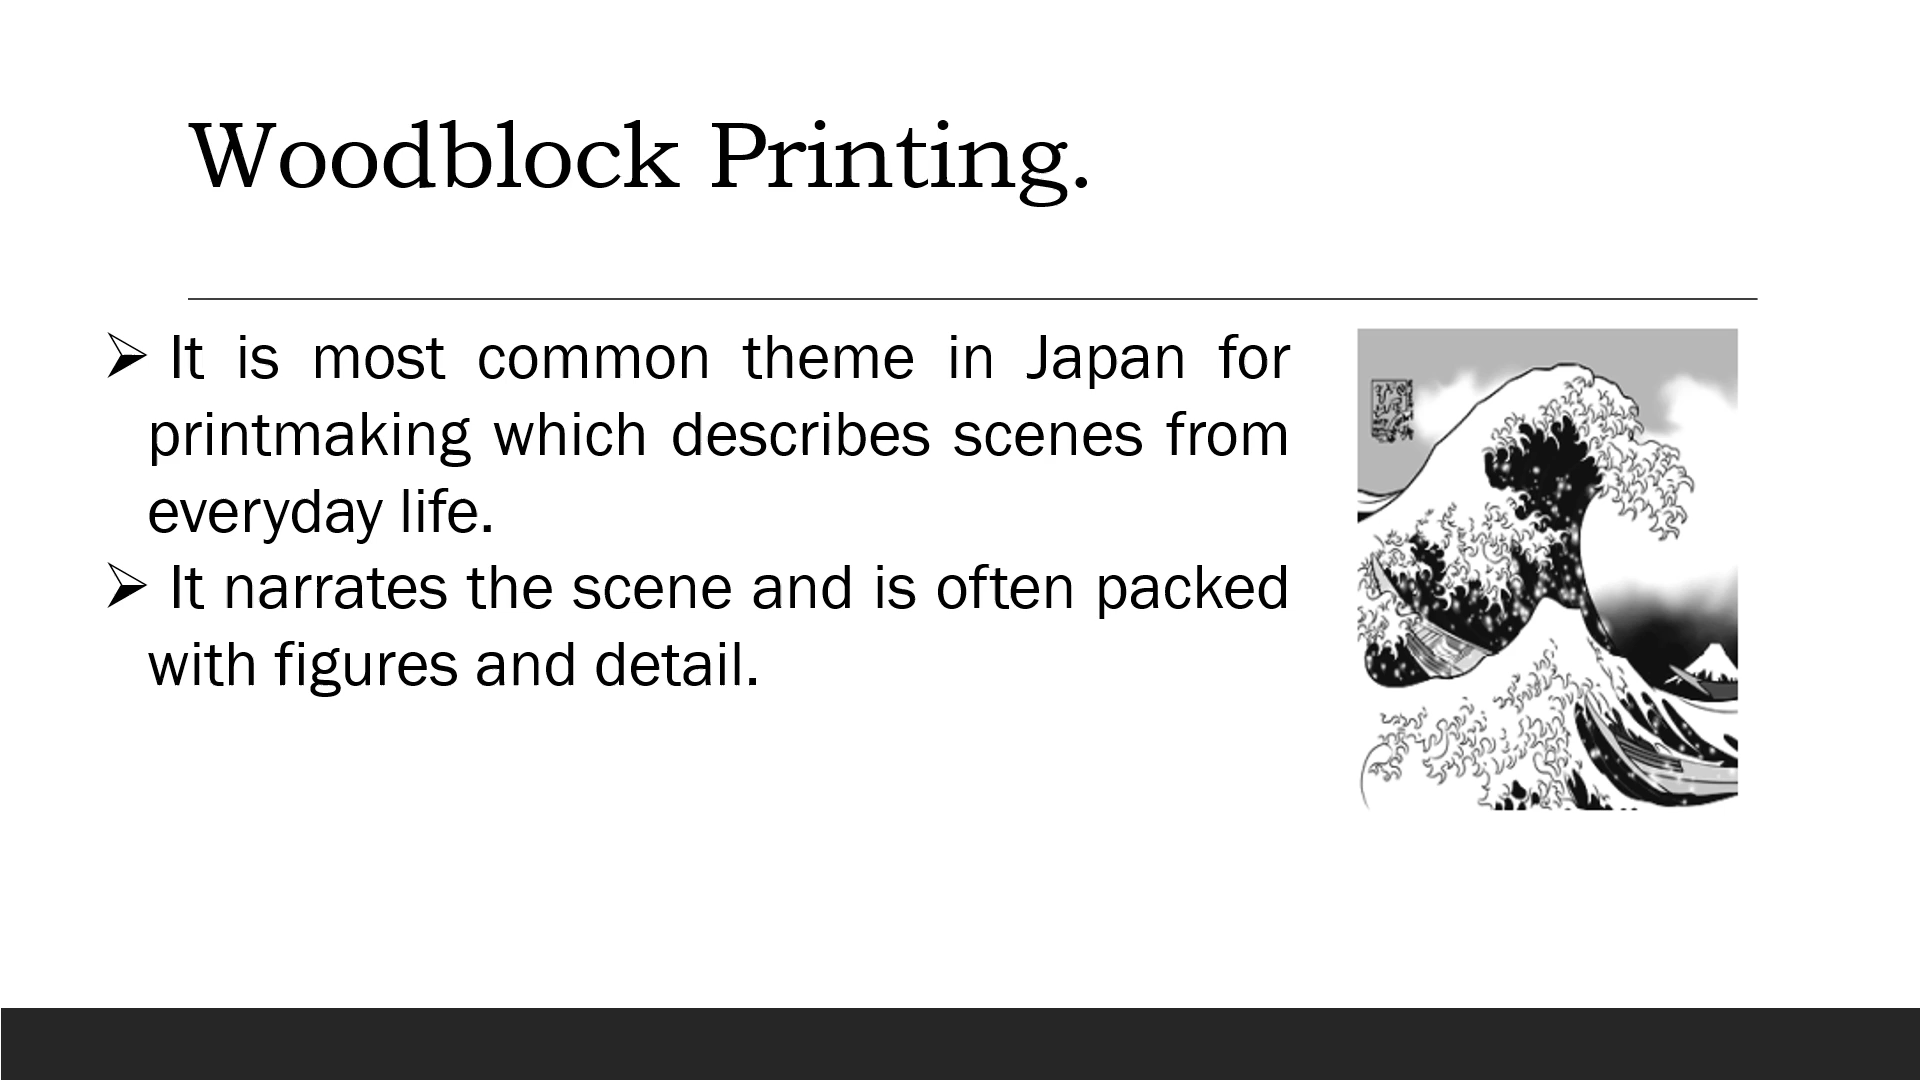 Woodblock Printing.
➢ It is most common theme in Japan for
printmaking which describes scenes from
everyday life.
➢ It narrates the scene and is often packed
with figures and detail.